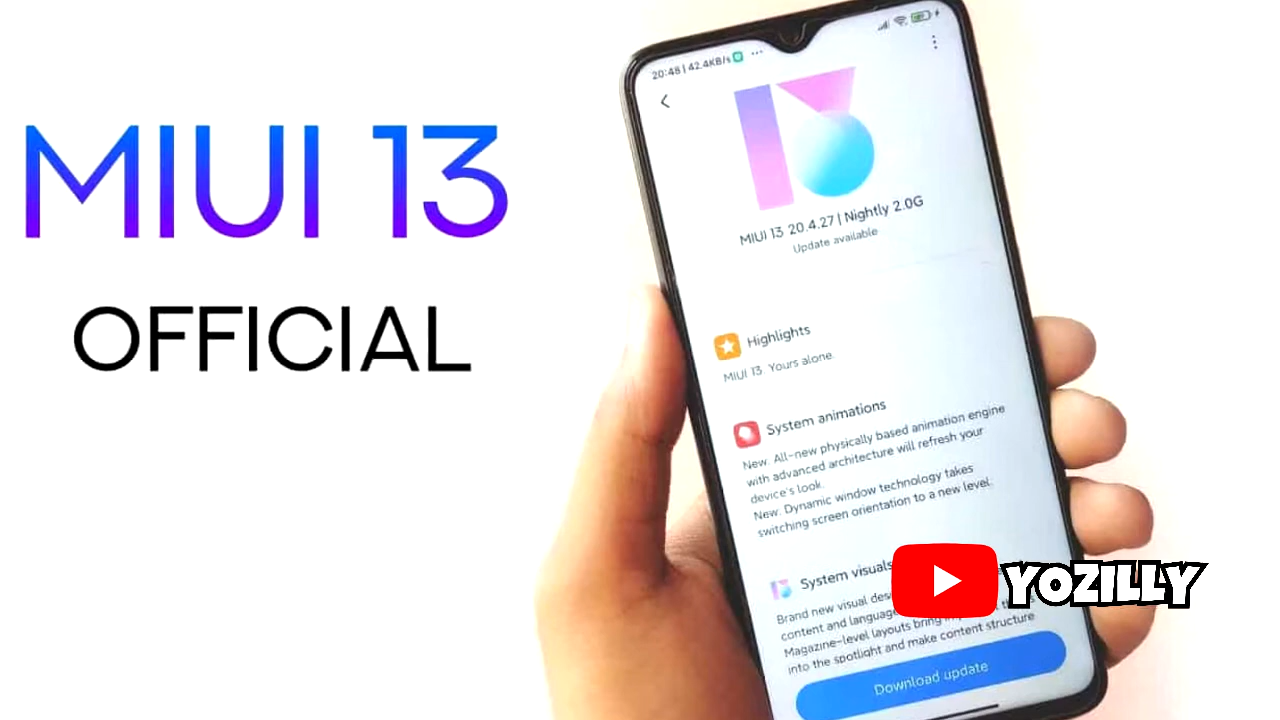 MIUI 13
OFFICIAL
20:48 | 42.4KB/s ...
MIUI 13 20.4.27 | Nightly 2.0G
Update available
Highlights
MIUI 13. Yours alone.
System animations
New: All-new physically based animation engine
with advanced architecture will refresh your
device's look.
New: Dynamic window technology takes
switching screen orientation to a new level.
System visuals
Brand new visual
content and language
Magazine-level layouts bring
into the spotlight and make content structure
Download update
YOZILLY